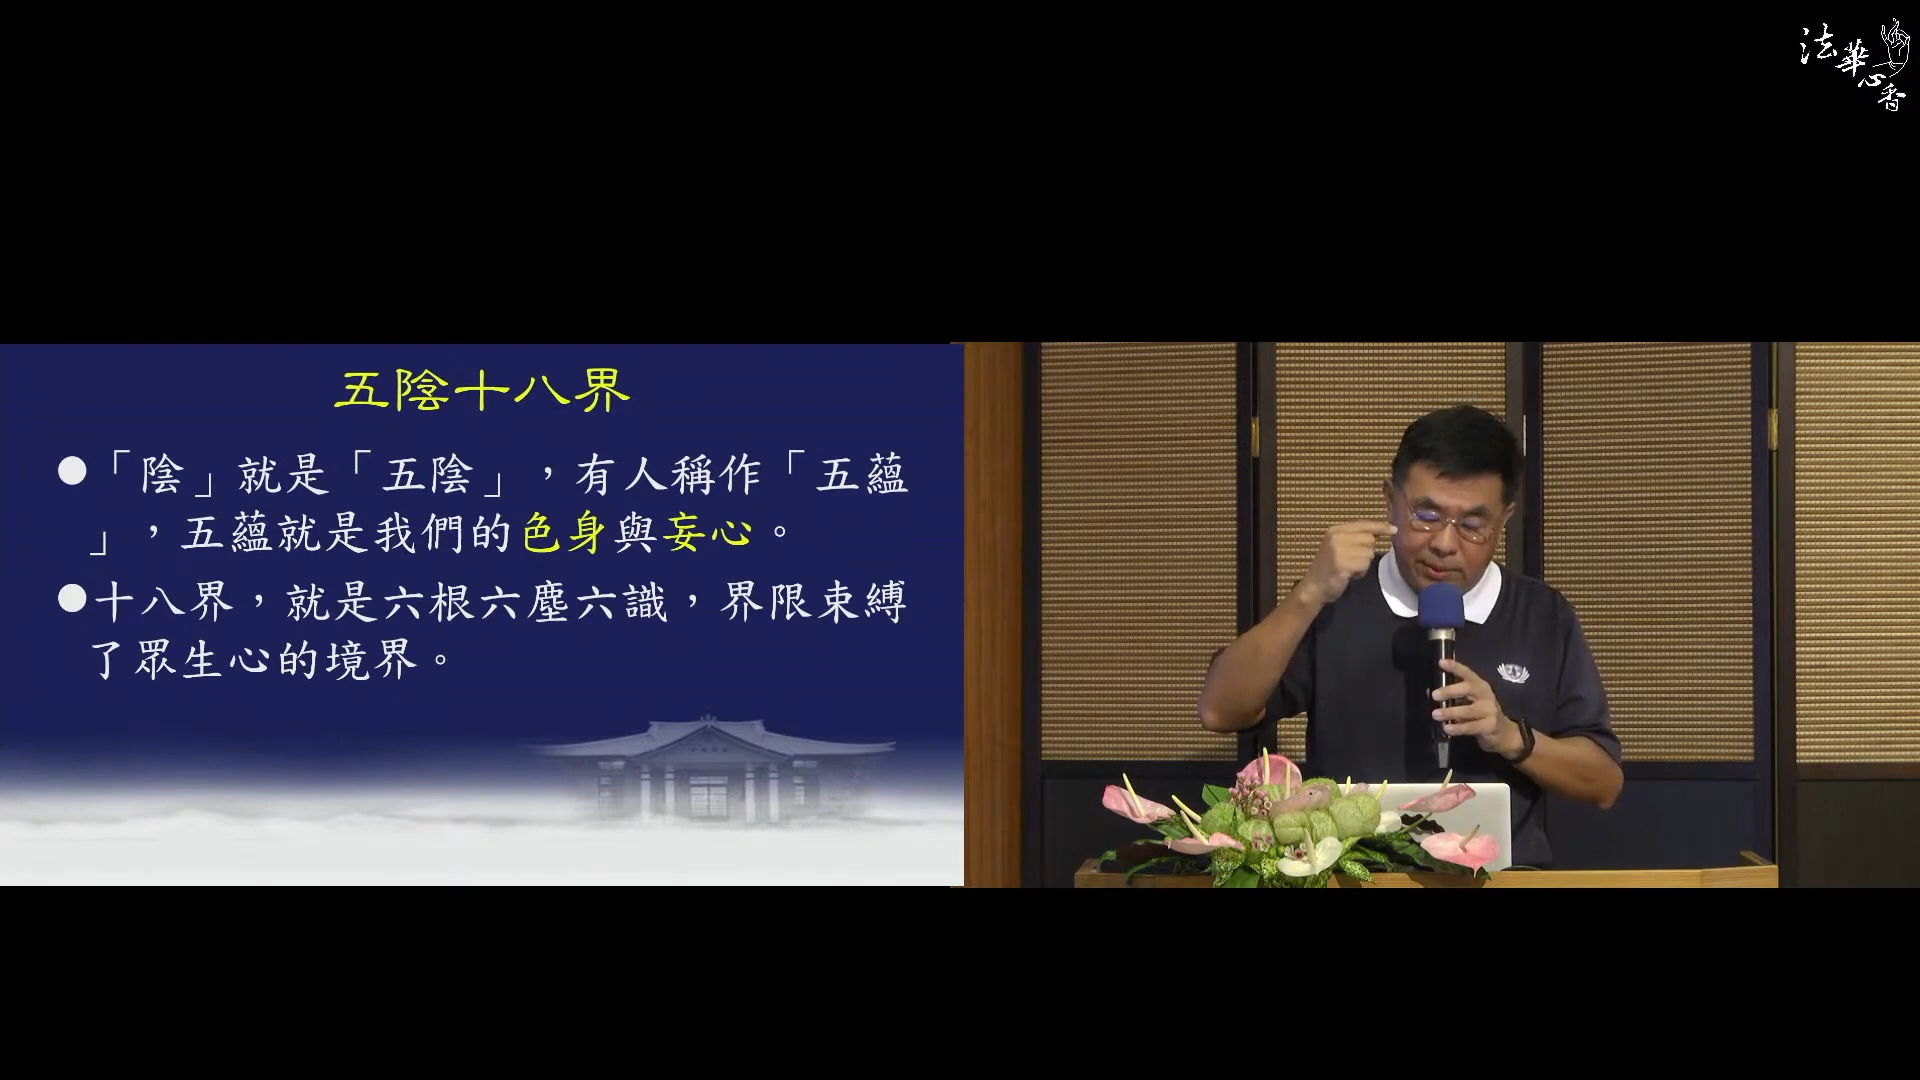 法華心香
五陰十八界
●「陰」就是「五陰」,有人稱作「五蘊
」,五蘊就是我們的色身與妄心。
●十八界,就是六根六塵六識,界限束縛
了眾生心的境界。